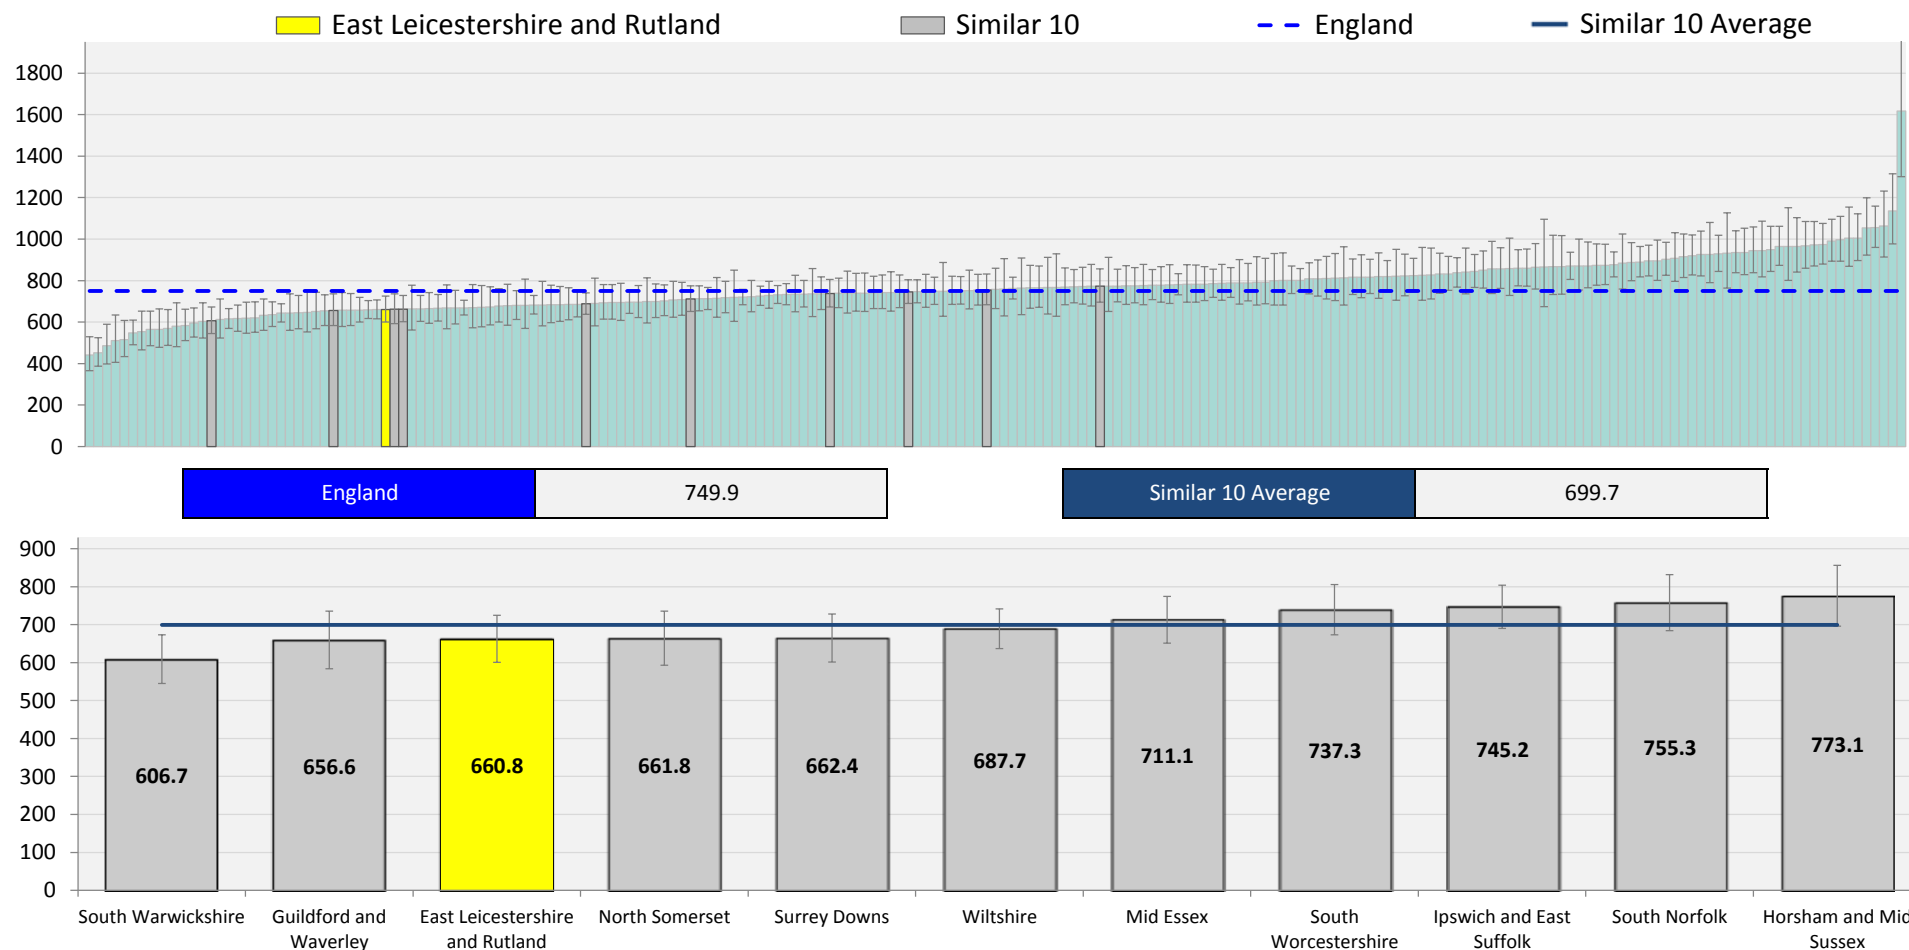 East Leicestershire and Rutland
Similar 10
England
Similar 10 Average
1800
1600
1400
1200
1000
800
600
400
200
0
England
749.9
Similar 10 Average
699.7
900
800
700
600
500
400
300
200
100
0
606.7
656.6
660.8
661.8
662.4
687.7
711.1
737.3
745.2
755.3
773.1
South Warwickshire
Guildford and
Waverley
East Leicestershire
and Rutland
North Somerset
Surrey Downs
Wiltshire
Mid Essex
South
Worcestershire
Ipswich and East
Suffolk
South Norfolk
Horsham and Mid
Sussex